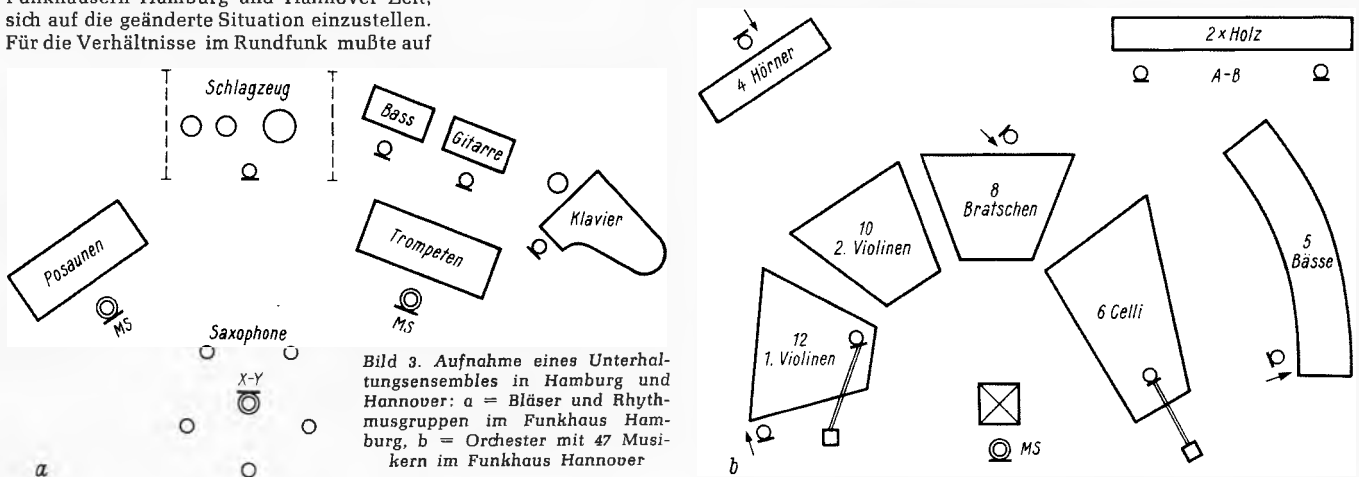 Funkhäusern Hamburg und Hannover Zeit,
sich auf die geänderte Situation einzustellen.
Für die Verhältnisse im Rundfunk mußte auf
Schlagzeug
Bass
Gitarre
Klavier
Posaunen
Trompeten
MS
MS
Saxophone
X-Y
a
Bild 3. Aufnahme eines Unterhal-
tungsensembles in Hamburg und
Hannover: a = Bläser und Rhyth-
musgruppen im Funkhaus Ham-
burg, b = Orchester mit 47 Musi-
kern im Funkhaus Hannover
4 Hörner
2 × Holz
A-B
8
Bratschen
10
2. Violinen
5
Bässe
6 Celli
12
1. Violinen
MS
b